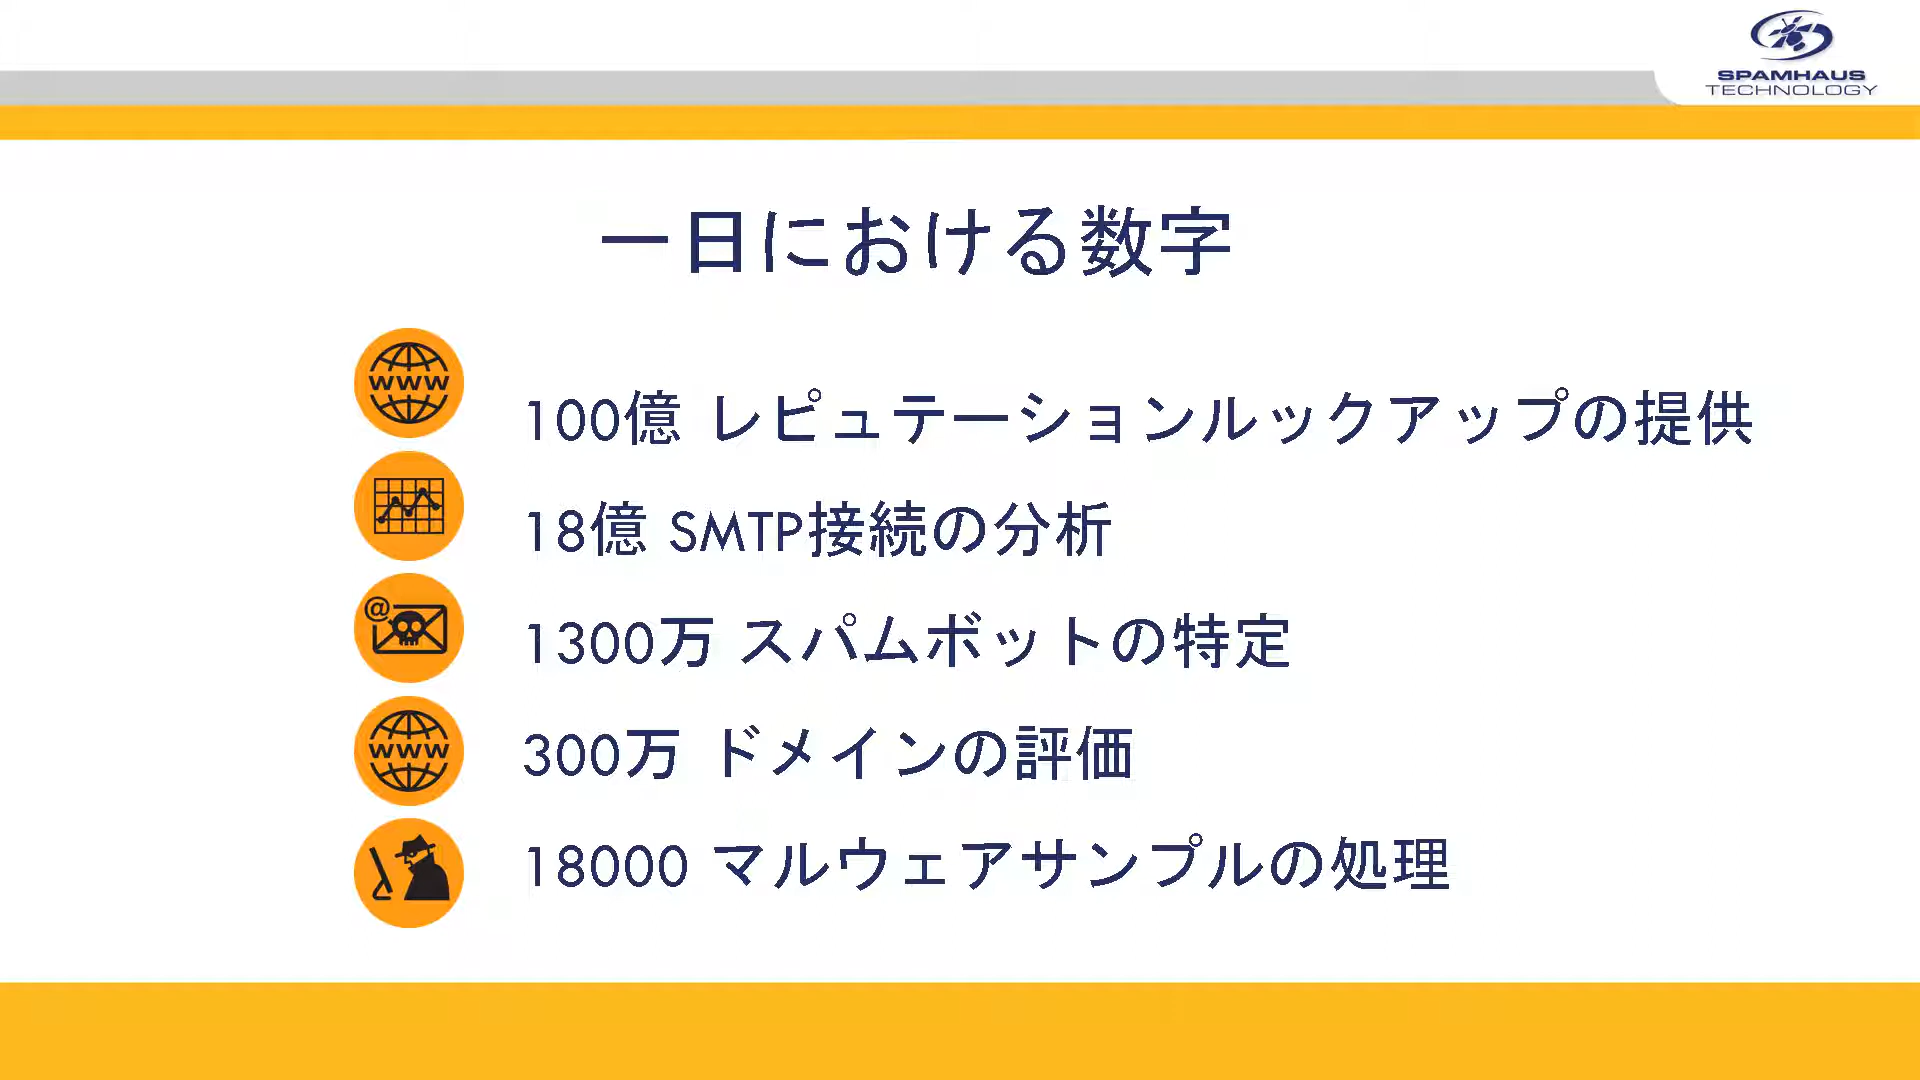 SPAMHAUS
TECHNOLOGY
一日における数字
www
100億 レピュテーションルックアップの提供
18億 SMTP接続の分析
@
1300万 スパムボットの特定
www
300万 ドメインの評価
18000 マルウェアサンプルの処理